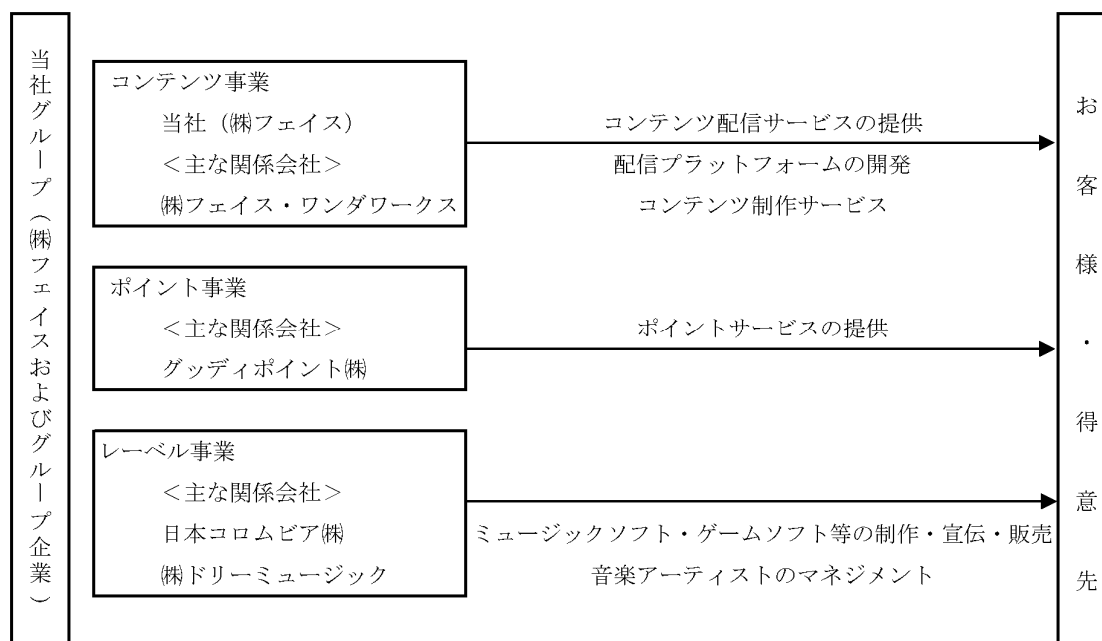 当社グループ(㈱フェイスおよびグループ企業)
コンテンツ事業
当社(㈱フェイス)
<主な関係会社>
㈱フェイス・ワンダワークス
コンテンツ配信サービスの提供
配信プラットフォームの開発
コンテンツ制作サービス
ポイント事業
<主な関係会社>
グッディポイント㈱
ポイントサービスの提供
レーベル事業
<主な関係会社>
日本コロムビア㈱
㈱ドリーミュージック
ミュージックソフト・ゲームソフト等の制作・宣伝・販売
音楽アーティストのマネジメント
お客様・得意先